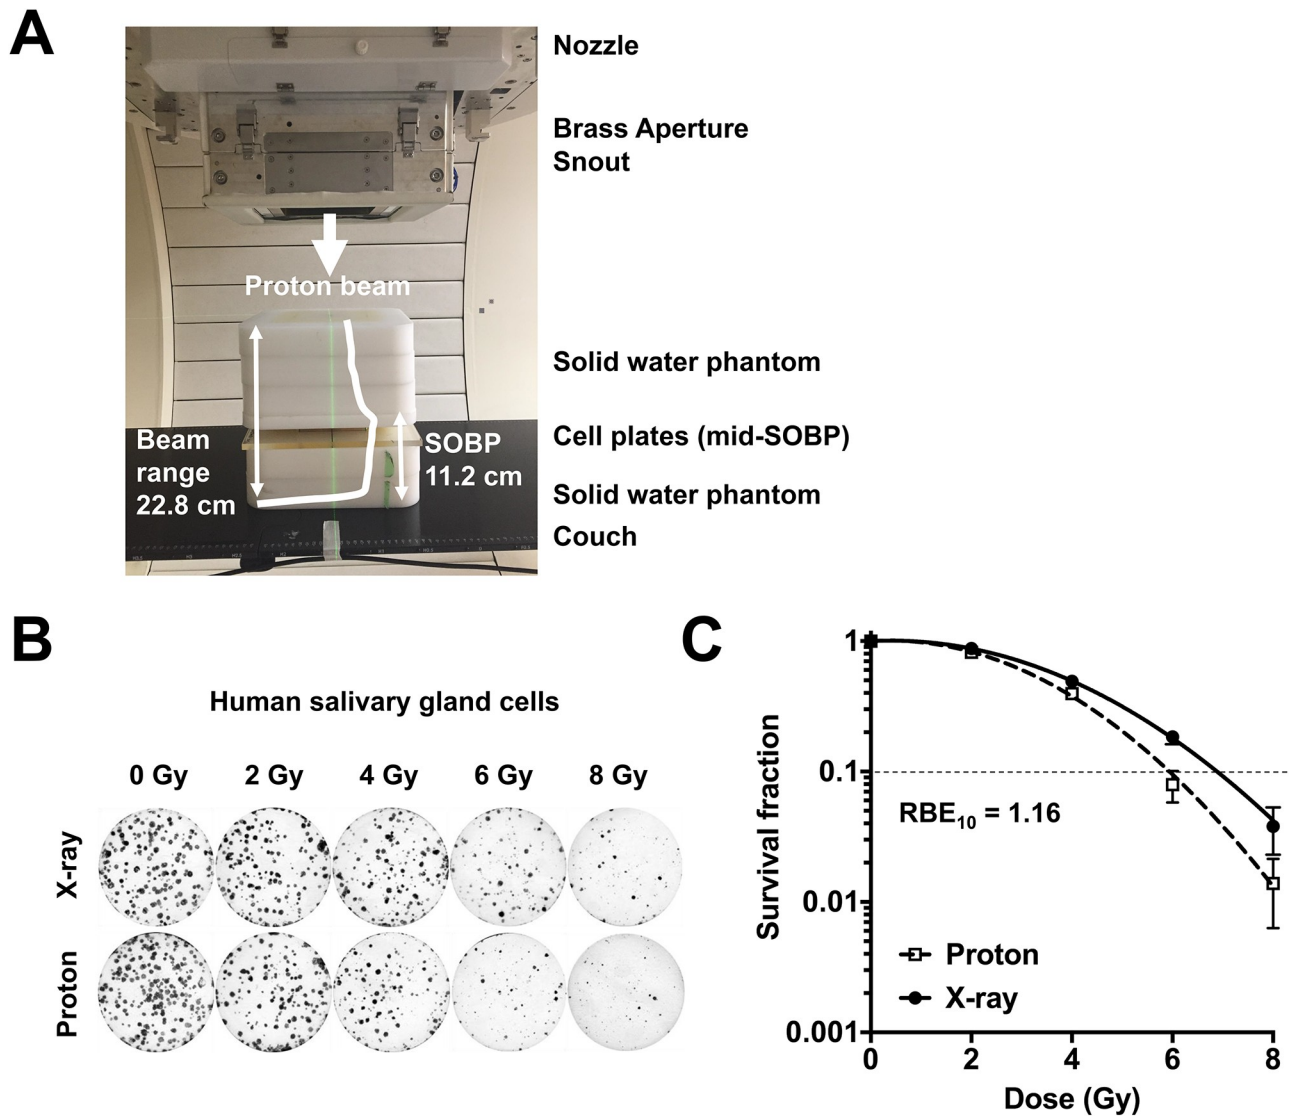 A
Nozzle
Brass Aperture
Snout
Proton beam
Solid water phantom
Beam
range
22.8 cm
SOBP
11.2 cm
Cell plates (mid-SOBP)
Solid water phantom
Couch
B
Human salivary gland cells
0 Gy 2 Gy 4 Gy 6 Gy 8 Gy
X-ray
Proton
C
Survival fraction
1
0.1
0.01
0.001
RBE10 = 1.16
Proton
X-ray
0 2 4 6 8
Dose (Gy)